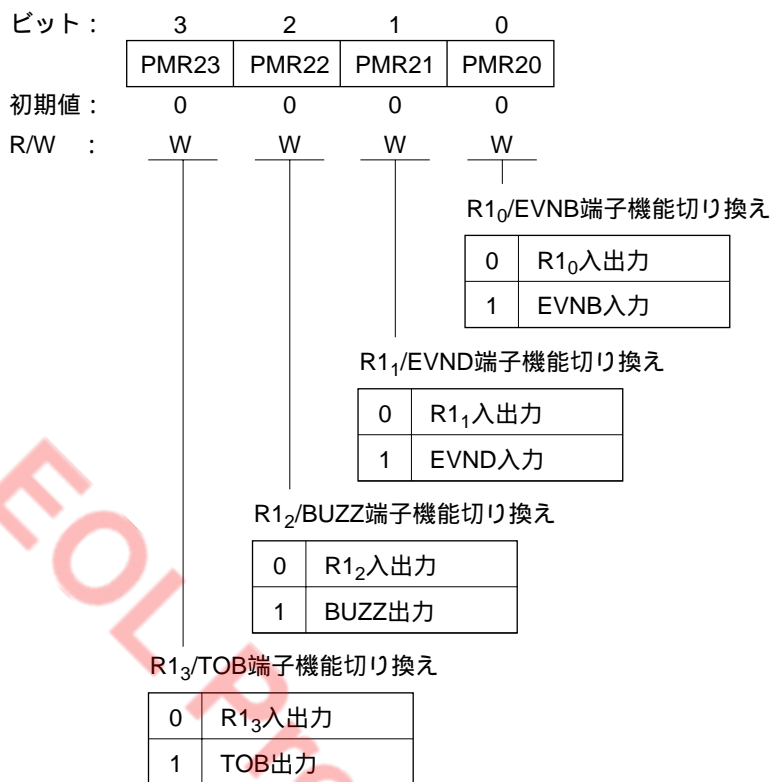 ビット: 3 2 1 0
PMR23 PMR22 PMR21 PMR20
初期値: 0 0 0 0
R/W : W W W W
R1₀/EVNB端子機能切り換え
0 R1₀入出力
1 EVNB入力
R1₁/EVND端子機能切り換え
0 R1₁入出力
1 EVND入力
R1₂/BUZZ端子機能切り換え
0 R1₂入出力
1 BUZZ出力
R1₃/TOB端子機能切り換え
0 R1₃入出力
1 TOB出力
EOL Pro